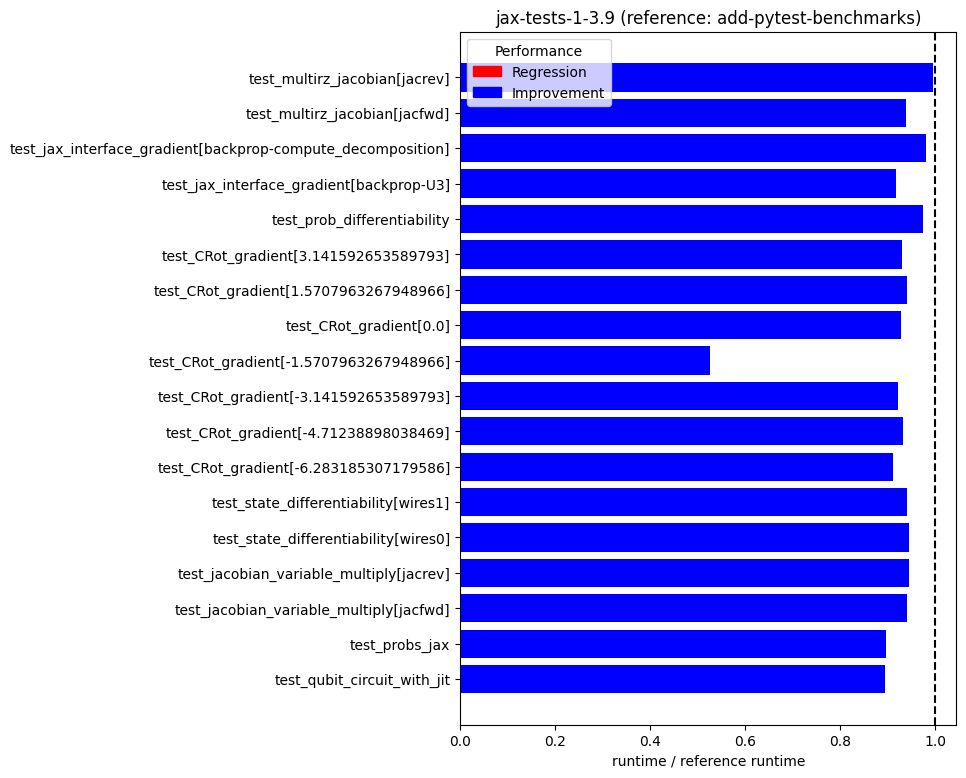 jax-tests-1-3.9 (reference: add-pytest-benchmarks)
Performance
Regression
Improvement
test_multirz_jacobian[jacrev]
test_multirz_jacobian[jacfwd]
test_jax_interface_gradient[backprop-compute_decomposition]
test_jax_interface_gradient[backprop-U3]
test_prob_differentiability
test_CRot_gradient[3.141592653589793]
test_CRot_gradient[1.5707963267948966]
test_CRot_gradient[0.0]
test_CRot_gradient[-1.5707963267948966]
test_CRot_gradient[-3.141592653589793]
test_CRot_gradient[-4.71238898038469]
test_CRot_gradient[-6.283185307179586]
test_state_differentiability[wires1]
test_state_differentiability[wires0]
test_jacobian_variable_multiply[jacrev]
test_jacobian_variable_multiply[jacfwd]
test_probs_jax
test_qubit_circuit_with_jit
0.0 0.2 0.4 0.6 0.8 1.0
runtime / reference runtime